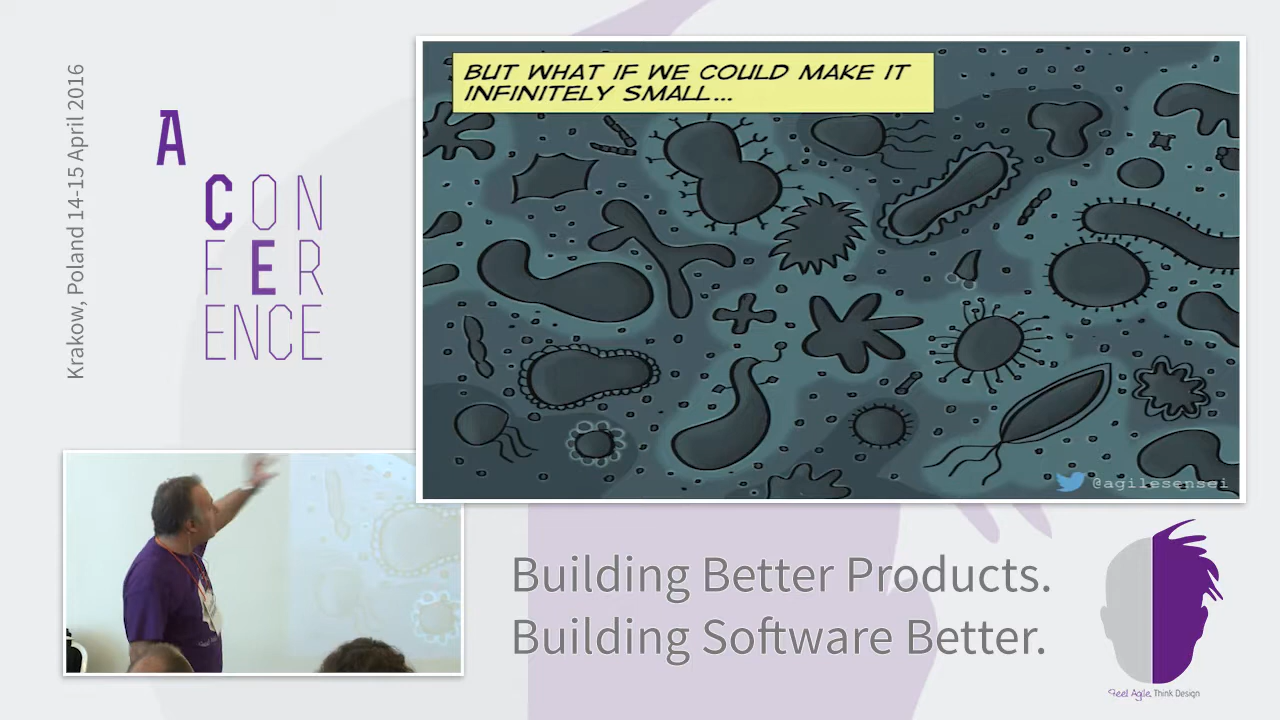 Krakow, Poland 14-15 April 2016
A
CON
FER
ENCE
BUT WHAT IF WE COULD MAKE IT
INFINITELY SMALL...
@agilesensei
Building Better Products.
Building Software Better.
Feel Agile. Think Design